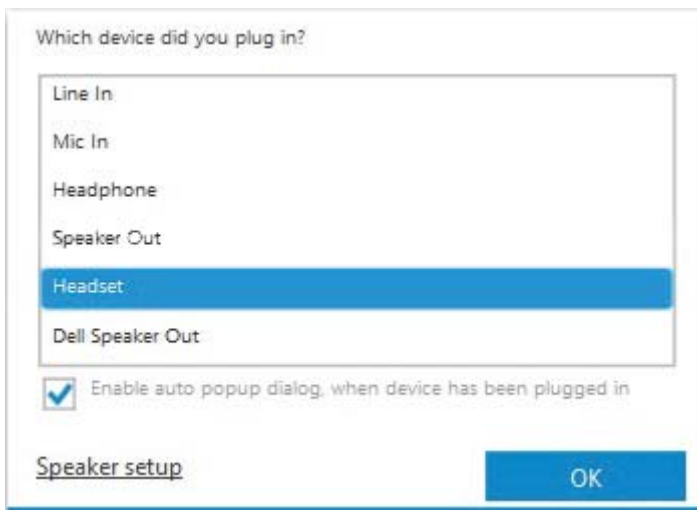 Which device did you plug in?
Line In
Mic In
Headphone
Speaker Out
Headset
Dell Speaker Out
Enable auto popup dialog, when device has been plugged in
Speaker setup
OK